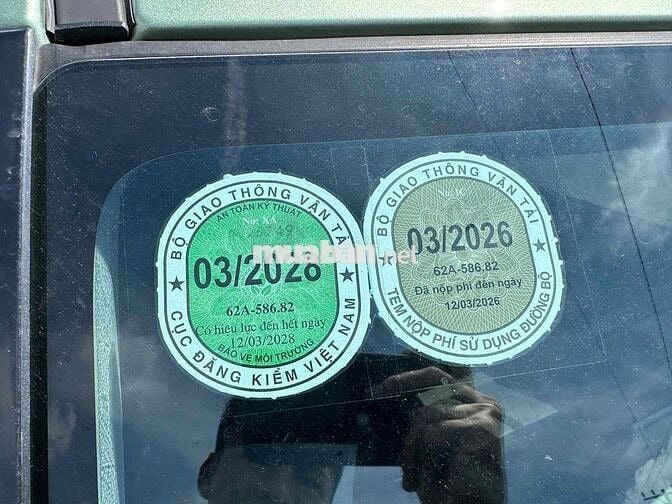 BỘ GIAO THÔNG VẬN TẢI
AN TOÀN KỸ THUẬT
No: XA
03/2028
62A-586.82
Có hiệu lực đến hết ngày
12/03/2028
BẢO VỆ MÔI TRƯỜNG
CỤC ĐĂNG KIỂM VIỆT NAM
BỘ GIAO THÔNG VẬN TẢI
03/2026
62A-586.82
Đã nộp phí đến ngày
12/03/2026
TEM NỘP PHÍ SỬ DỤNG ĐƯỜNG BỘ
muaban.net